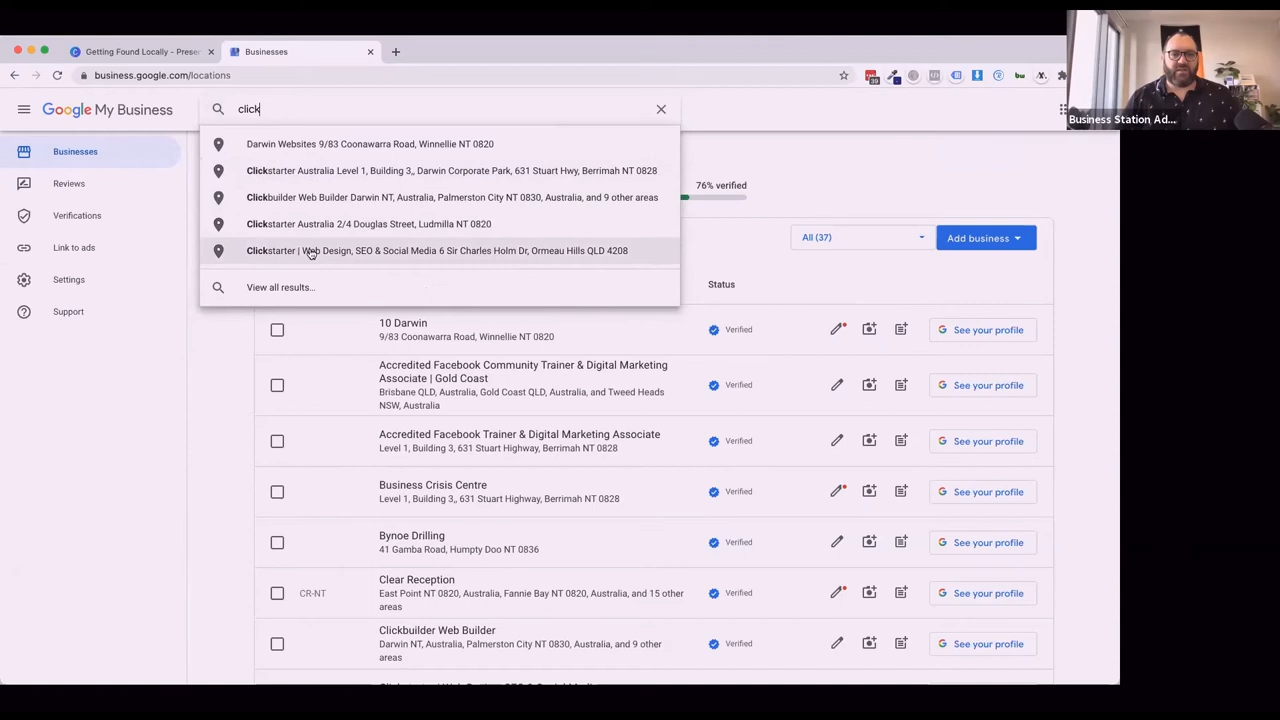 Getting Found Locally - Preser
Businesses
business.google.com/locations
39
bw
Business Station Ad...
Google My Business
click
Businesses
Reviews
Verifications
Link to ads
Settings
Support
Darwin Websites 9/83 Coonawarra Road, Winnellie NT 0820
Clickstarter Australia Level 1, Building 3,, Darwin Corporate Park, 631 Stuart Hwy, Berrimah NT 0828
Clickbuilder Web Builder Darwin NT, Australia, Palmerston City NT 0830, Australia, and 9 other areas
Clickstarter Australia 2/4 Douglas Street, Ludmilla NT 0820
Clickstarter | Web Design, SEO & Social Media 6 Sir Charles Holm Dr, Ormeau Hills QLD 4208
View all results...
76% verified
All (37)
Add business
Status
10 Darwin
9/83 Coonawarra Road, Winnellie NT 0820
Verified
See your profile
Accredited Facebook Community Trainer & Digital Marketing
Associate | Gold Coast
Brisbane QLD, Australia, Gold Coast QLD, Australia, and Tweed Heads
NSW, Australia
Verified
See your profile
Accredited Facebook Trainer & Digital Marketing Associate
Level 1, Building 3, 631 Stuart Highway, Berrimah NT 0828
Verified
See your profile
Business Crisis Centre
Level 1, Building 3,, 631 Stuart Highway, Berrimah NT 0828
Verified
See your profile
Bynoe Drilling
41 Gamba Road, Humpty Doo NT 0836
Verified
See your profile
CR-NT
Clear Reception
East Point NT 0820, Australia, Fannie Bay NT 0820, Australia, and 15 other
areas
Verified
See your profile
Clickbuilder Web Builder
Darwin NT, Australia, Palmerston City NT 0830, Australia, and 9 other
areas
Verified
See your profile